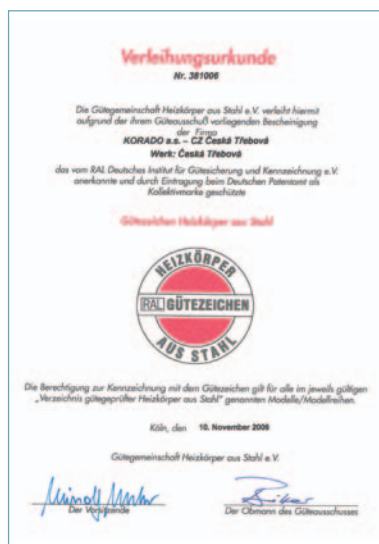 Verleihungsurkunde
Nr. 381006
Die Gütegemeinschaft Heizkörper aus Stahl e.V. verleiht hiermit
aufgrund der ihrem Güteausschuß vorliegenden Bescheinigung
der Firma
KORADO a.s. – CZ Česká Třebová
Werk: Česká Třebová
das vom RAL Deutsches Institut für Gütesicherung und Kennzeichnung e.V.
anerkannte und durch Eintragung beim Deutschen Patentamt als
Kollektivmarke geschützte
Gütezeichen Heizkörper aus Stahl
HEIZKÖRPER
RAL GÜTEZEICHEN
AUS STAHL
Die Berechtigung zur Kennzeichnung mit dem Gütezeichen gilt für alle im jeweils gültigen
„Verzeichnis gütegeprüfter Heizkörper aus Stahl" genannten Modelle/Modellreihen.
Köln, den 10. November
Gütegemeinschaft Heizkörper aus Stahl e.V.
Der Vorsitzende
Der Obmann des Güteausschusses